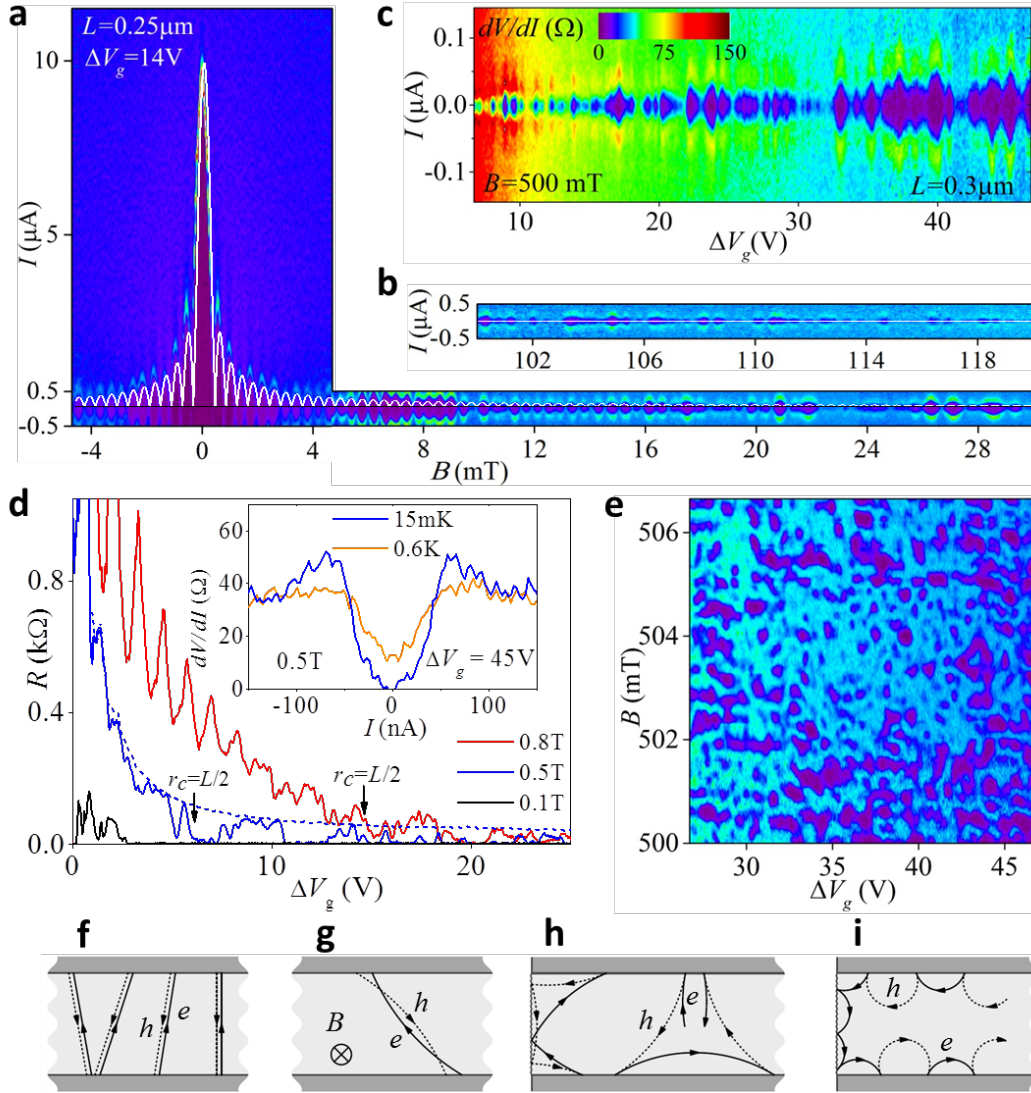 a
L=0.25μm
ΔVg=14V
10
5
0.5
-0.5
I (μA)
-4
0
4
8
12
16
20
24
28
B (mT)
b
0.5
-0.5
I (μA)
102
106
110
114
118
c
dV/dI (Ω)
0
75
150
0.1
0.0
-0.1
I (μA)
B=500 mT
L=0.3μm
10
20
30
40
ΔVg(V)
d
R (kΩ)
0.8
0.4
0.0
0
10
20
ΔVg (V)
60
40
20
0
dV/dI (Ω)
15mK
0.6K
0.5T
ΔVg = 45V
-100
0
100
I (nA)
rC=L/2
rC=L/2
0.8T
0.5T
0.1T
e
506
504
502
500
B (mT)
30
35
40
45
ΔVg (V)
f
h
e
g
B
h
e
h
h
e
i
h
e